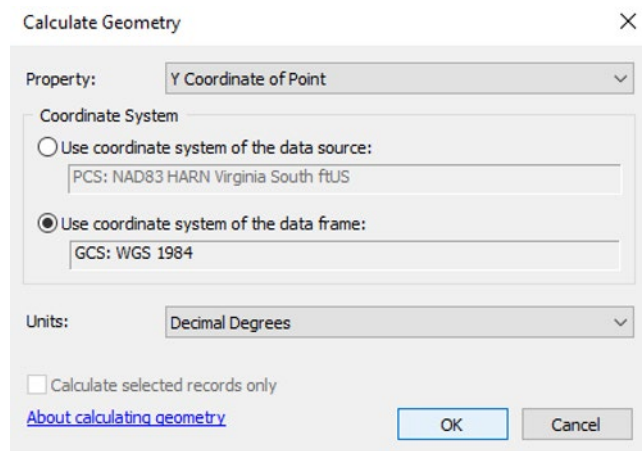 Calculate Geometry
Property: Y Coordinate of Point
Coordinate System
Use coordinate system of the data source:
PCS: NAD83 HARN Virginia South ftUS
Use coordinate system of the data frame:
GCS: WGS 1984
Units: Decimal Degrees
Calculate selected records only
About calculating geometry
OK Cancel